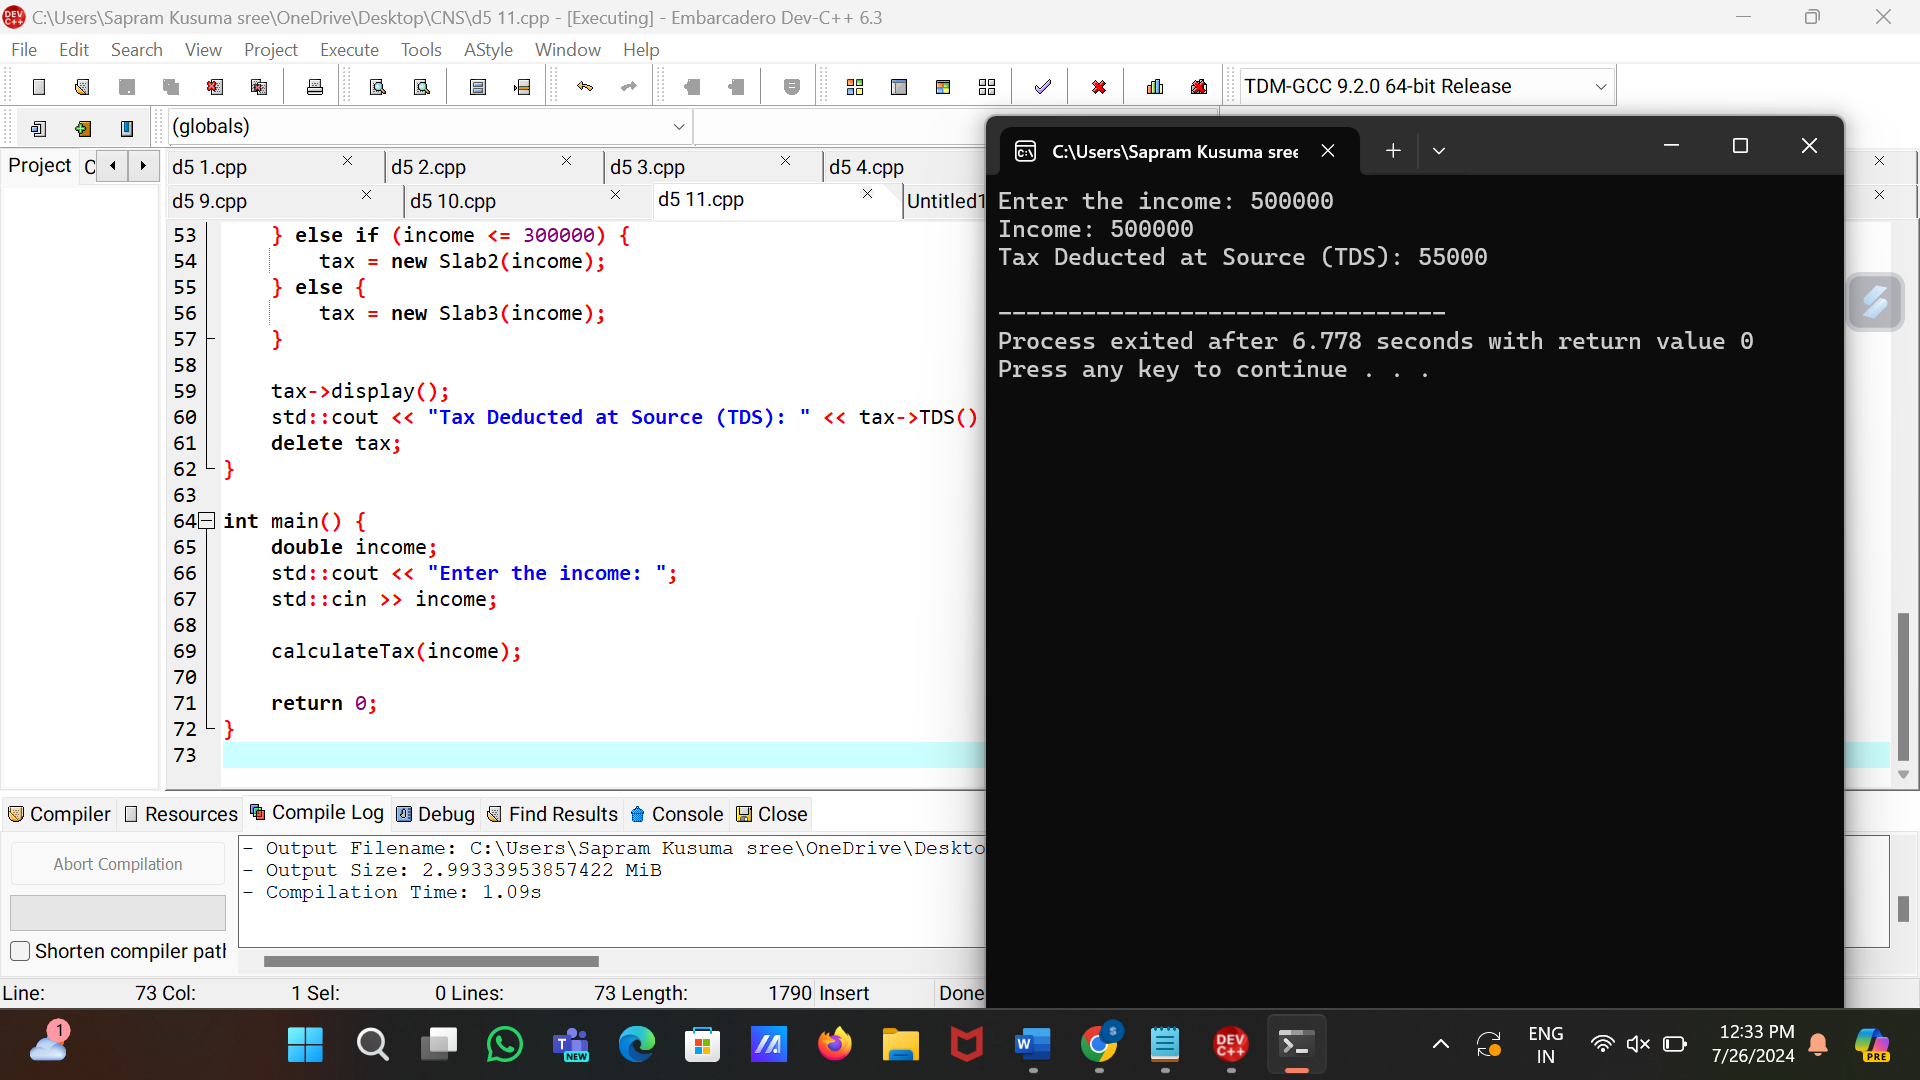 C:\Users\Sapram Kusuma sree\OneDrive\Desktop\CNS\d5 11.cpp - [Executing] - Embarcadero Dev-C++ 6.3
File Edit Search View Project Execute Tools AStyle Window Help
TDM-GCC 9.2.0 64-bit Release
(globals)
Project C
d5 1.cpp d5 2.cpp d5 3.cpp d5 4.cpp
d5 9.cpp d5 10.cpp d5 11.cpp Untitled1
53 } else if (income <= 300000) {
54 tax = new Slab2(income);
55 } else {
56 tax = new Slab3(income);
57 }
58
59 tax->display();
60 std::cout << "Tax Deducted at Source (TDS): " << tax->TDS()
61 delete tax;
62 }
63
64 int main() {
65 double income;
66 std::cout << "Enter the income: ";
67 std::cin >> income;
68
69 calculateTax(income);
70
71 return 0;
72 }
73
C:\Users\Sapram Kusuma sree
Enter the income: 500000
Income: 500000
Tax Deducted at Source (TDS): 55000
--------------------------------
Process exited after 6.778 seconds with return value 0
Press any key to continue . . .
Compiler Resources Compile Log Debug Find Results Console Close
Abort Compilation
Shorten compiler path
- Output Filename: C:\Users\Sapram Kusuma sree\OneDrive\Deskto
- Output Size: 2.99333953857422 MiB
- Compilation Time: 1.09s
Line: 73 Col: 1 Sel: 0 Lines: 73 Length: 1790 Insert Done
1
NEW
DEV C++
ENG
IN
12:33 PM
7/26/2024
PRE